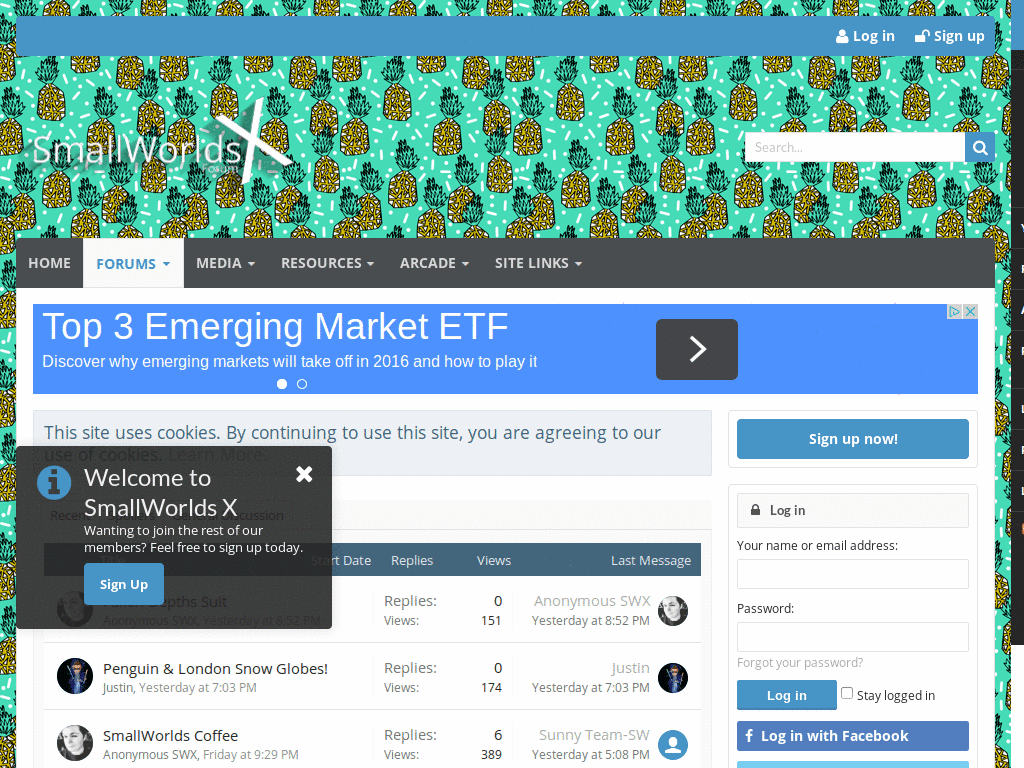 Log in Sign up
SmallWorlds X
FORUM
Search...
HOME FORUMS MEDIA RESOURCES ARCADE SITE LINKS
Top 3 Emerging Market ETF
Discover why emerging markets will take off in 2016 and how to play it
This site uses cookies. By continuing to use this site, you are agreeing to our
use of cookies. Learn More.
Sign up now!
Welcome to
SmallWorlds X
Wanting to join the rest of our
members? Feel free to sign up today.
Sign Up
Start Date Replies Views Last Message
Depths Suit
Anonymous SWX, Yesterday at 8:52 PM
Replies: 0
Views: 151
Anonymous SWX
Yesterday at 8:52 PM
Penguin & London Snow Globes!
Justin, Yesterday at 7:03 PM
Replies: 0
Views: 174
Justin
Yesterday at 7:03 PM
SmallWorlds Coffee
Anonymous SWX, Friday at 9:29 PM
Replies: 6
Views: 389
Sunny Team-SW
Yesterday at 5:08 PM
Log in
Your name or email address:
Password:
Forgot your password?
Log in Stay logged in
Log in with Facebook